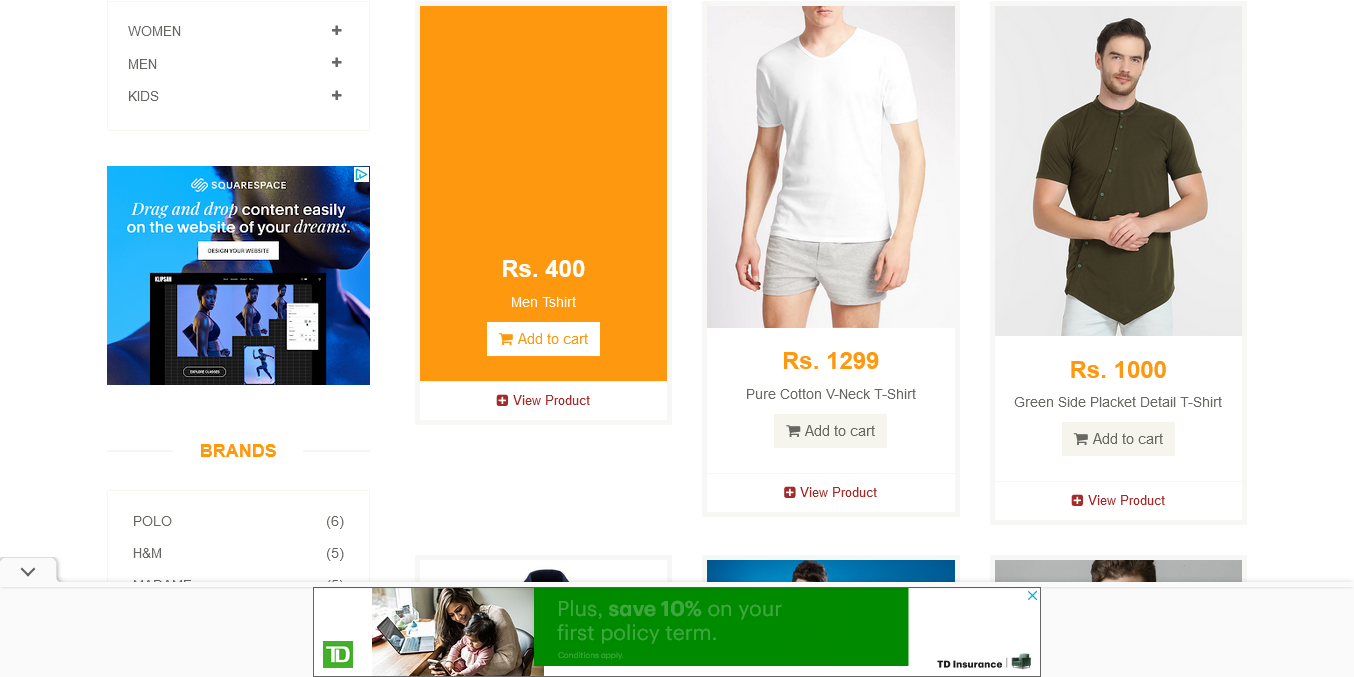 WOMEN
MEN
KIDS
SQUARESPACE
Drag and drop content easily
on the website of your dreams.
DESIGN YOUR WEBSITE
KLIPSAN
EXPLORE CLASSES
BRANDS
POLO (6)
H&M (5)
MADAME (5)
Rs. 400
Men Tshirt
Add to cart
View Product
Rs. 1299
Pure Cotton V-Neck T-Shirt
Add to cart
View Product
Rs. 1000
Green Side Placket Detail T-Shirt
Add to cart
View Product
TD
Plus, save 10% on your
first policy term.
Conditions apply.
TD Insurance